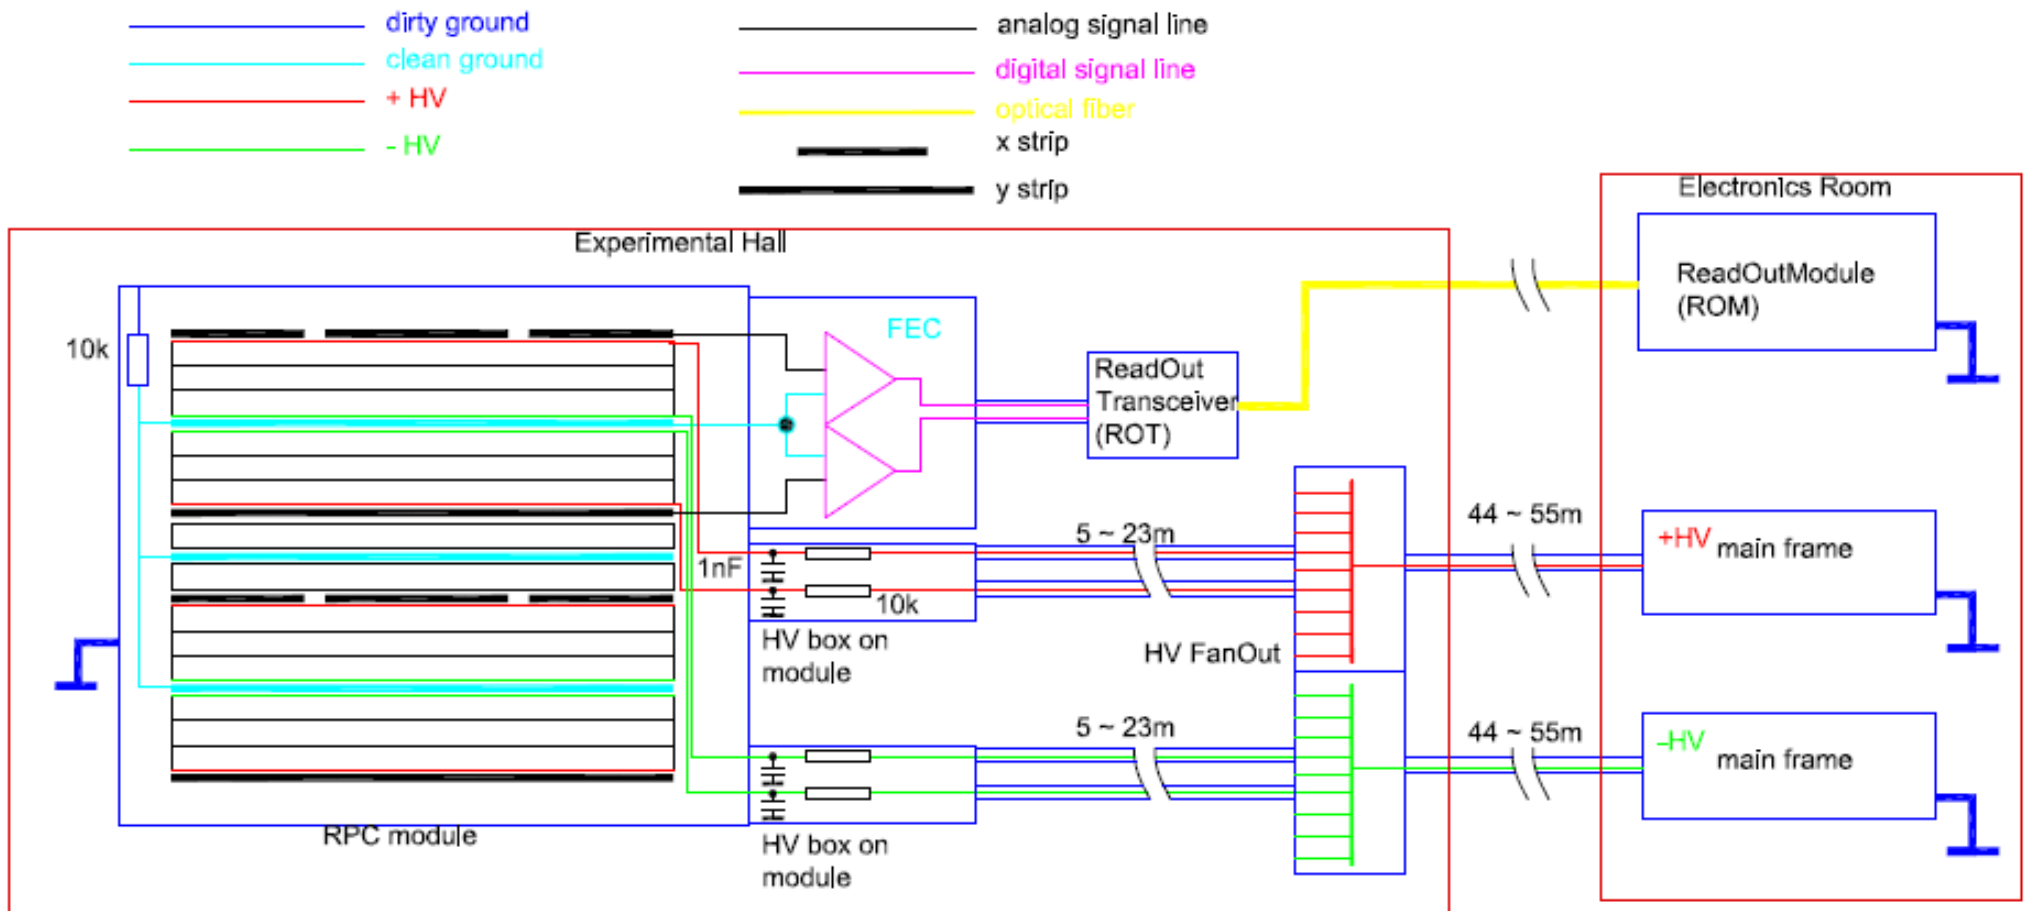 dirty ground
clean ground
+ HV
- HV
analog signal line
digital signal line
optical fiber
x strip
y strip
Experimental Hall
10k
FEC
ReadOut
Transceiver
(ROT)
5 ~ 23m
1nF
10k
HV box on
module
HV FanOut
5 ~ 23m
HV box on
module
RPC module
44 ~ 55m
44 ~ 55m
Electronics Room
ReadOutModule
(ROM)
+HV main frame
-HV main frame